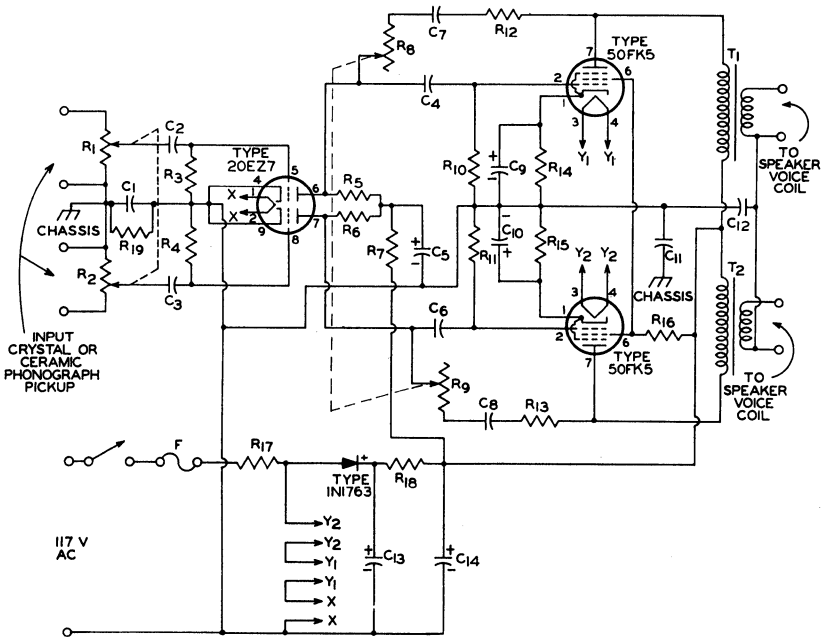 C7
R12
R8
TYPE
50FK5
7
2
6
1
3
4
C4
Y1
Y1
T1
TO
SPEAKER
VOICE
COIL
R1
C2
R3
TYPE
20EZ7
R10
C9
R14
C1
CHASSIS
R19
R4
X
X
4
5
1
2
9
8
6
7
R5
R6
R7
C5
R11
C10
R15
C11
CHASSIS
C12
R2
C3
Y2
Y2
3
4
1
2
6
7
C6
R16
TYPE
50FK5
T2
TO
SPEAKER
VOICE
COIL
INPUT
CRYSTAL OR
CERAMIC
PHONOGRAPH
PICKUP
R9
C8
R13
F
R17
TYPE
1N1763
R18
117 V
AC
Y2
Y2
Y1
Y1
X
X
C13
C14